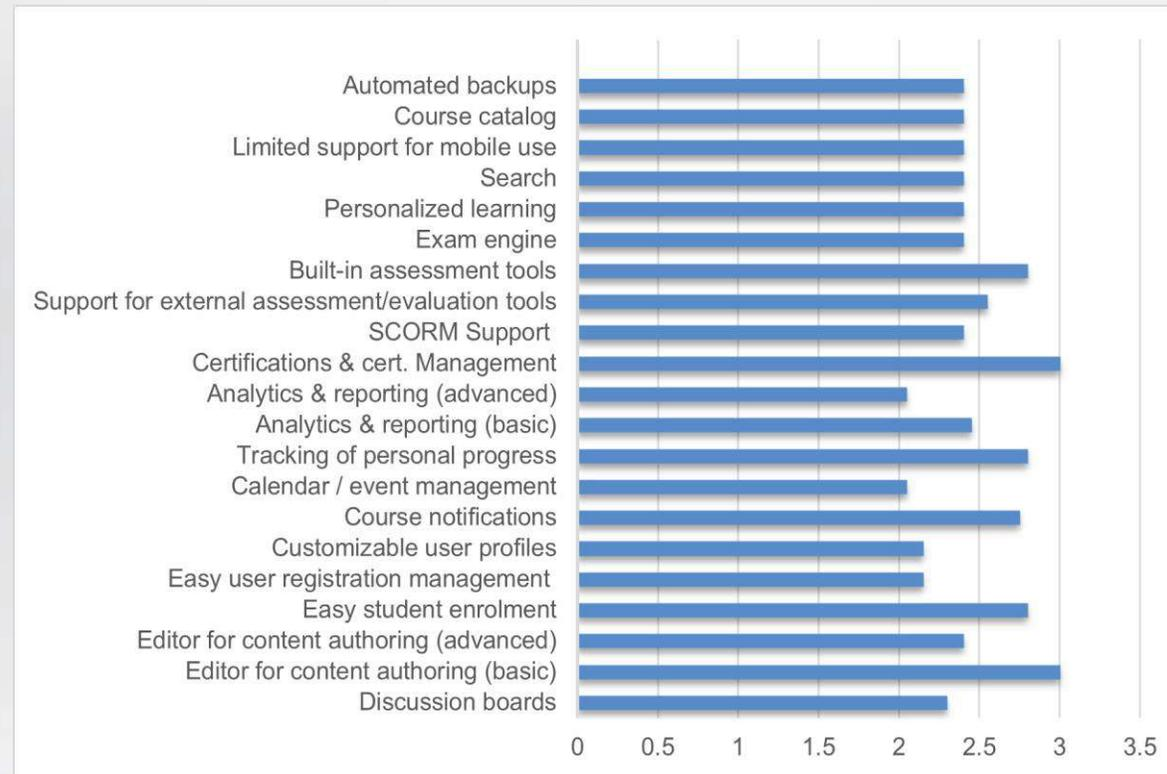 Automated backups
Course catalog
Limited support for mobile use
Search
Personalized learning
Exam engine
Built-in assessment tools
Support for external assessment/evaluation tools
SCORM Support
Certifications & cert. Management
Analytics & reporting (advanced)
Analytics & reporting (basic)
Tracking of personal progress
Calendar / event management
Course notifications
Customizable user profiles
Easy user registration management
Easy student enrolment
Editor for content authoring (advanced)
Editor for content authoring (basic)
Discussion boards
0 0.5 1 1.5 2 2.5 3 3.5